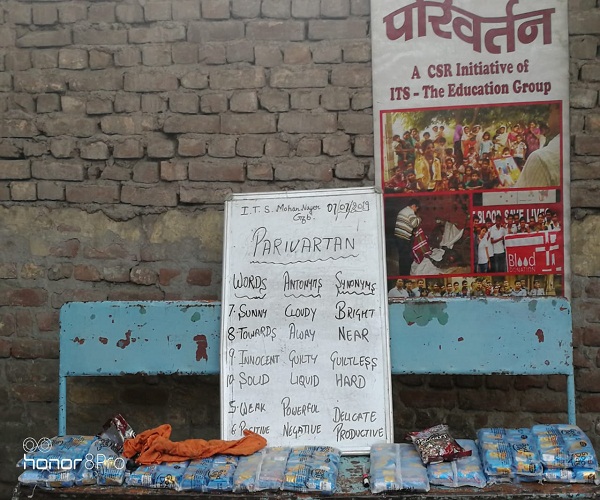 परिवर्तन
A CSR Initiative of
ITS - The Education Group
BLOOD SAVE LIVES
Blood
DONATION
I.T.S. Mohan Nager 07/07/2019
Gzb.
PARIVARTAN
WORDS ANTONYMS SYNONYMS
7. SUNNY CLOUDY BRIGHT
8 TOWARDS AWAY NEAR
9 INNOCENT GUILTY GUILTLESS
10. SOLID LIQUID HARD
5. WEAK POWERFUL DELICATE
6. POSITIVE NEGATIVE PRODUCTIVE
honor 8 Pro